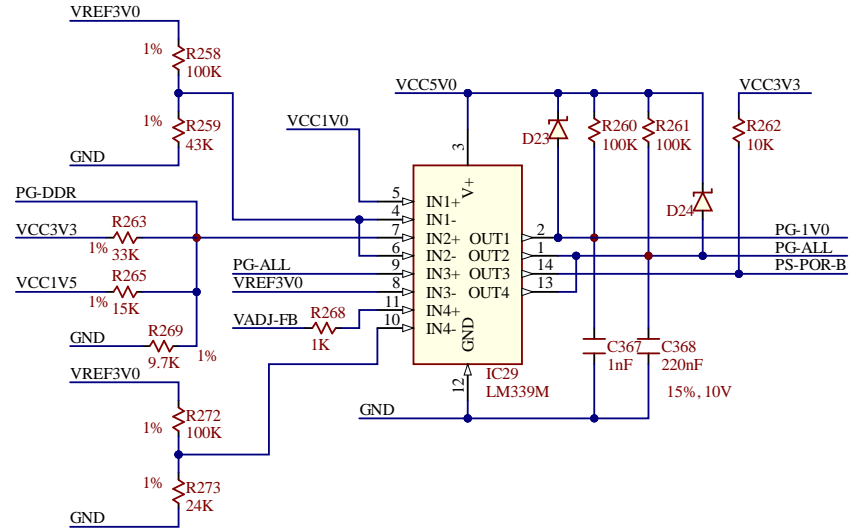 VREF3V0
1%
R258
100K
1%
R259
43K
GND
VCC1V0
VCC5V0
VCC3V3
D23
R260
100K
R261
100K
R262
10K
D24
3
V+
PG-DDR
VCC3V3
R263
1%
33K
VCC1V5
R265
1%
15K
GND
R269
9.7K
1%
PG-ALL
VREF3V0
VADJ-FB
R268
1K
5
IN1+
4
IN1-
7
IN2+
6
IN2-
9
IN3+
8
IN3-
11
IN4+
10
IN4-
OUT1
2
PG-1V0
OUT2
1
PG-ALL
OUT3
14
PS-POR-B
OUT4
13
GND
12
IC29
LM339M
C367
1nF
C368
220nF
15%, 10V
GND
VREF3V0
1%
R272
100K
1%
R273
24K
GND